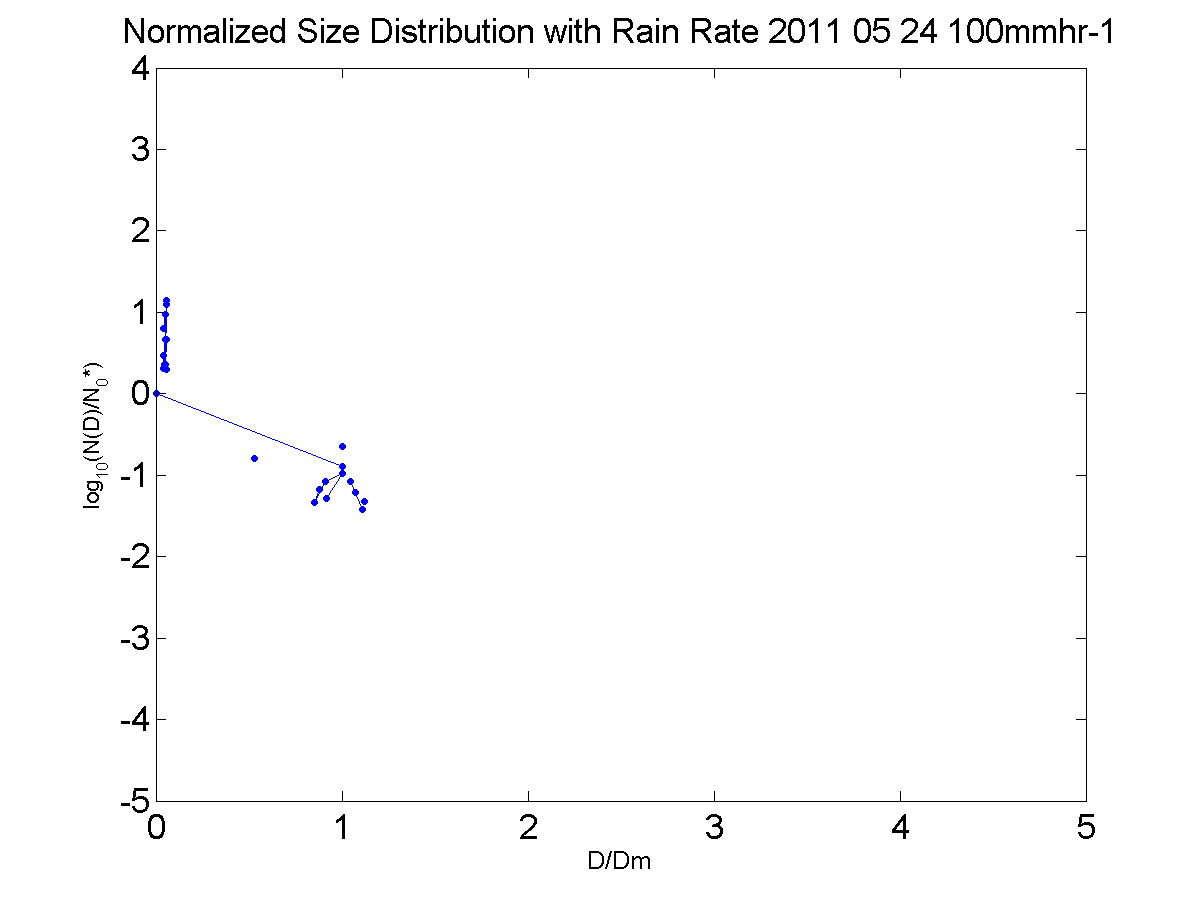 Normalized Size Distribution with Rain Rate 2011 05 24 100mmhr-1
4
3
2
1
0
-1
-2
-3
-4
-5
log10(N(D)/N0*)
0 1 2 3 4 5
D/Dm